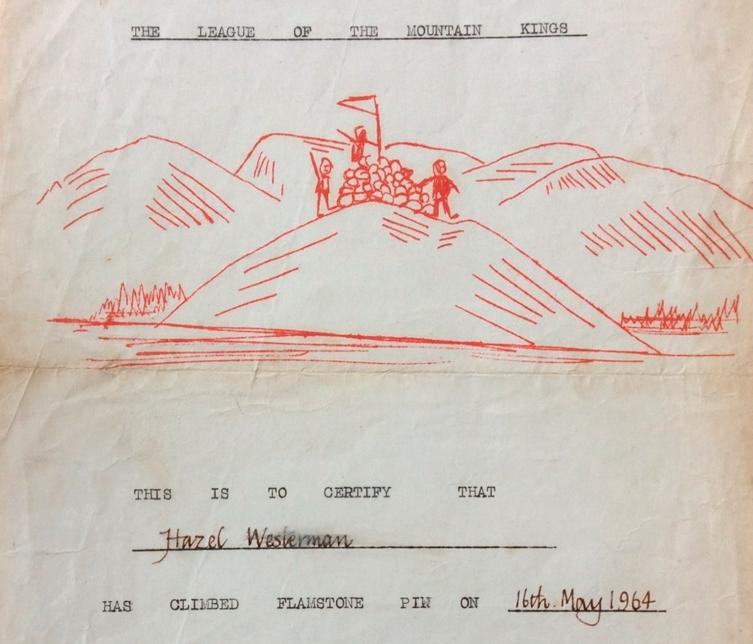 THE LEAGUE OF THE MOUNTAIN KINGS
THIS IS TO CERTIFY THAT
Hazel Westerman
HAS CLIMBED FLAMSTONE PIN ON 16th. May 1964